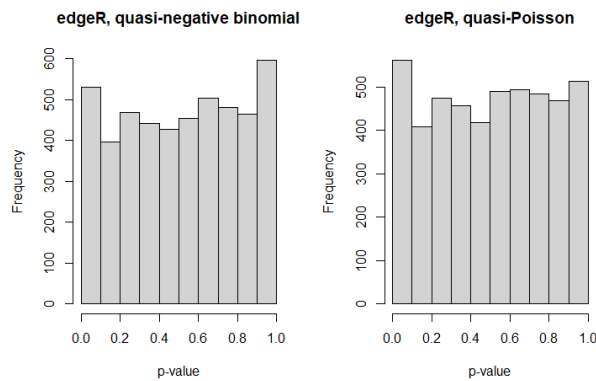 edgeR, quasi-negative binomial
Frequency
0 100 200 300 400 500 600
0.0 0.2 0.4 0.6 0.8 1.0
p-value
edgeR, quasi-Poisson
Frequency
0 100 200 300 400 500
0.0 0.2 0.4 0.6 0.8 1.0
p-value